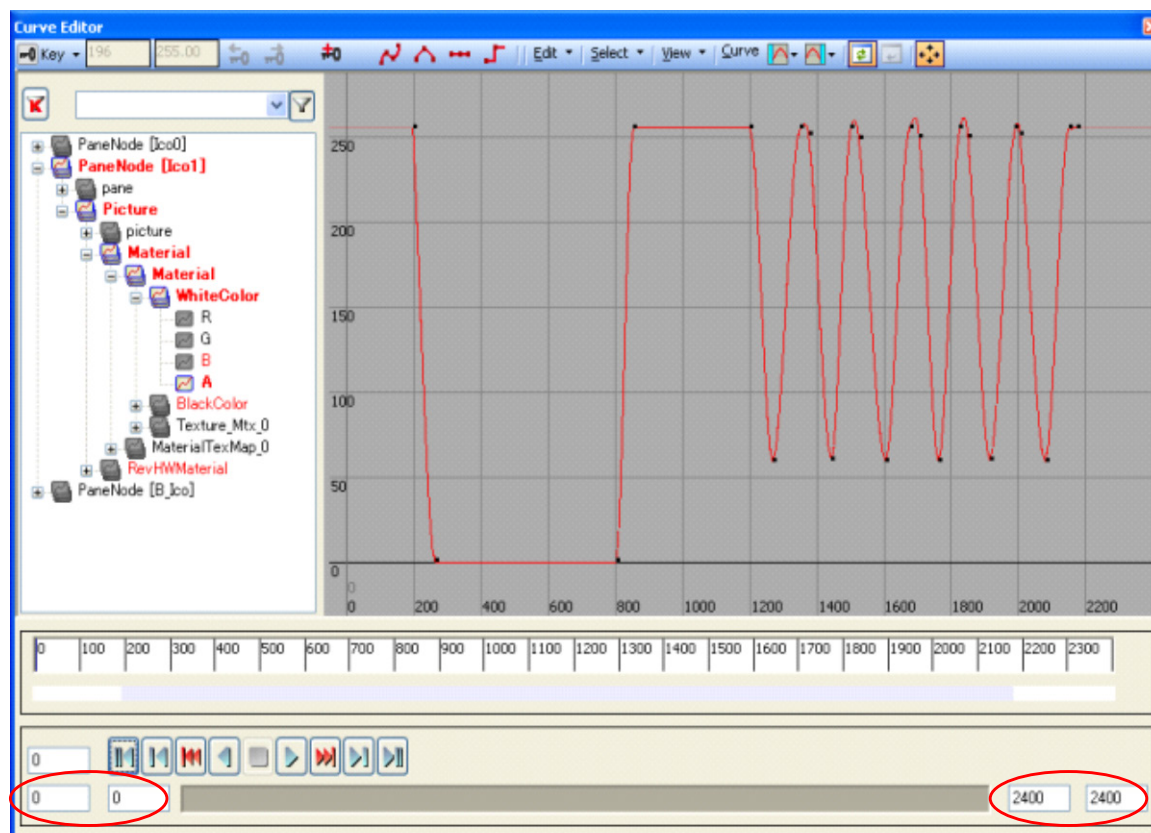 Curve Editor
Key 196 255.00 Edit Select View Curve
PaneNode [Ico0]
PaneNode [Ico1]
pane
Picture
picture
Material
Material
WhiteColor
R
G
B
A
BlackColor
Texture_Mtx_0
MaterialTexMap_0
RevHWMaterial
PaneNode [B_Ico]
250
200
150
100
50
0
0
0 200 400 600 800 1000 1200 1400 1600 1800 2000 2200
0 100 200 300 400 500 600 700 800 900 1000 1100 1200 1300 1400 1500 1600 1700 1800 1900 2000 2100 2200 2300
0
0 0 2400 2400